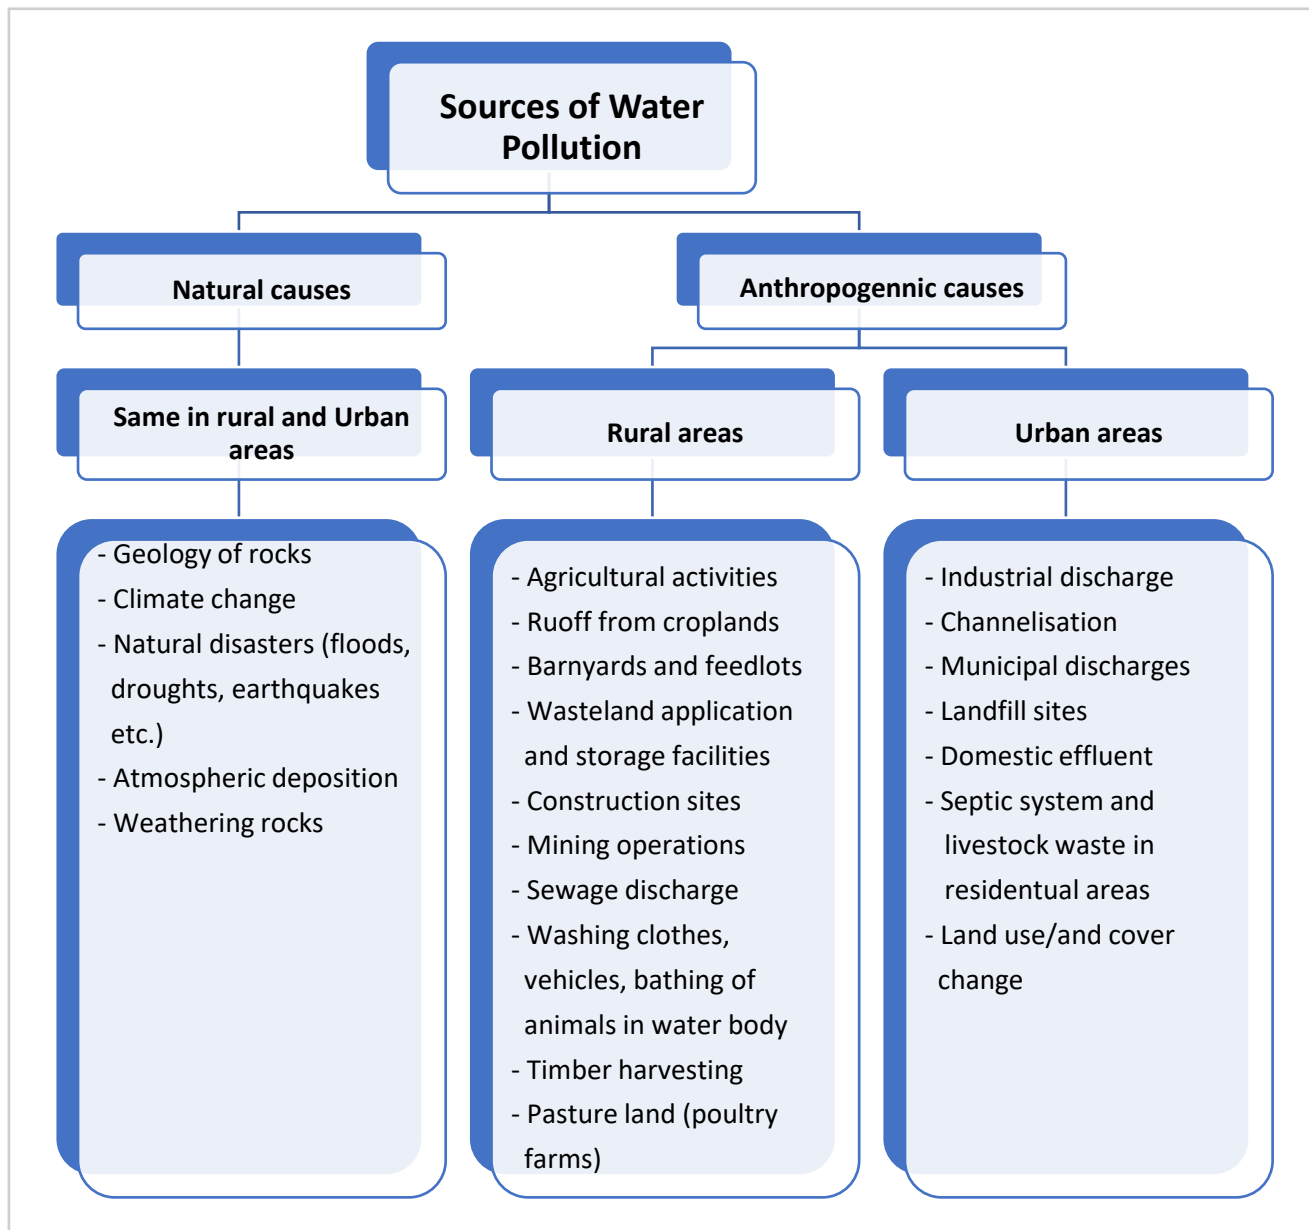 Sources of Water
Pollution
Natural causes
Anthropogennic causes
Same in rural and Urban
areas
Rural areas
Urban areas
- Geology of rocks
- Climate change
- Natural disasters (floods,
droughts, earthquakes
etc.)
- Atmospheric deposition
- Weathering rocks
- Agricultural activities
- Ruoff from croplands
- Barnyards and feedlots
- Wasteland application
and storage facilities
- Construction sites
- Mining operations
- Sewage discharge
- Washing clothes,
vehicles, bathing of
animals in water body
- Timber harvesting
- Pasture land (poultry
farms)
- Industrial discharge
- Channelisation
- Municipal discharges
- Landfill sites
- Domestic effluent
- Septic system and
livestock waste in
residentual areas
- Land use/and cover
change